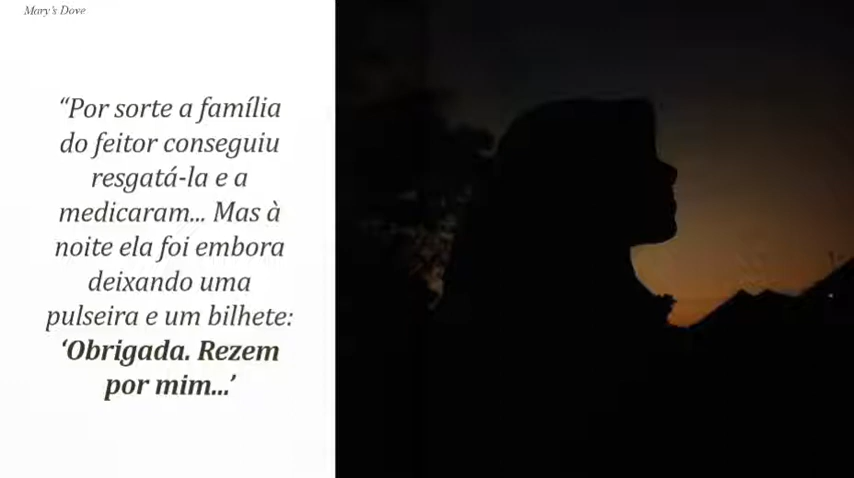 Mary's Dove
“Por sorte a família
do feitor conseguiu
resgatá-la e a
medicaram... Mas à
noite ela foi embora
deixando uma
pulseira e um bilhete:
‘Obrigada. Rezem
por mim...’